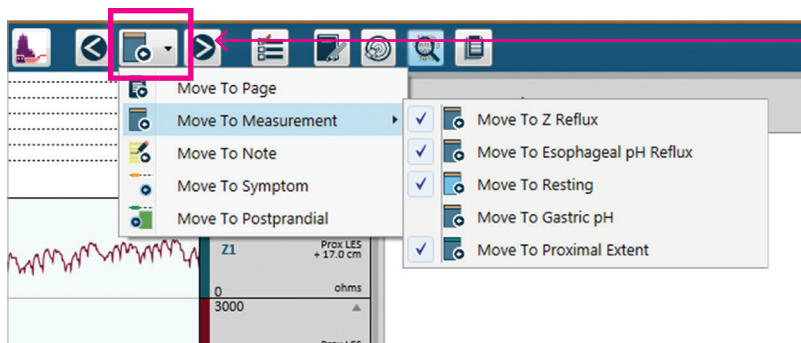 Move To Page
Move To Measurement
Move To Note
Move To Symptom
Move To Postprandial
Move To Z Reflux
Move To Esophageal pH Reflux
Move To Resting
Move To Gastric pH
Move To Proximal Extent
Z1
Prox LES
+ 17.0 cm
0
ohms
3000